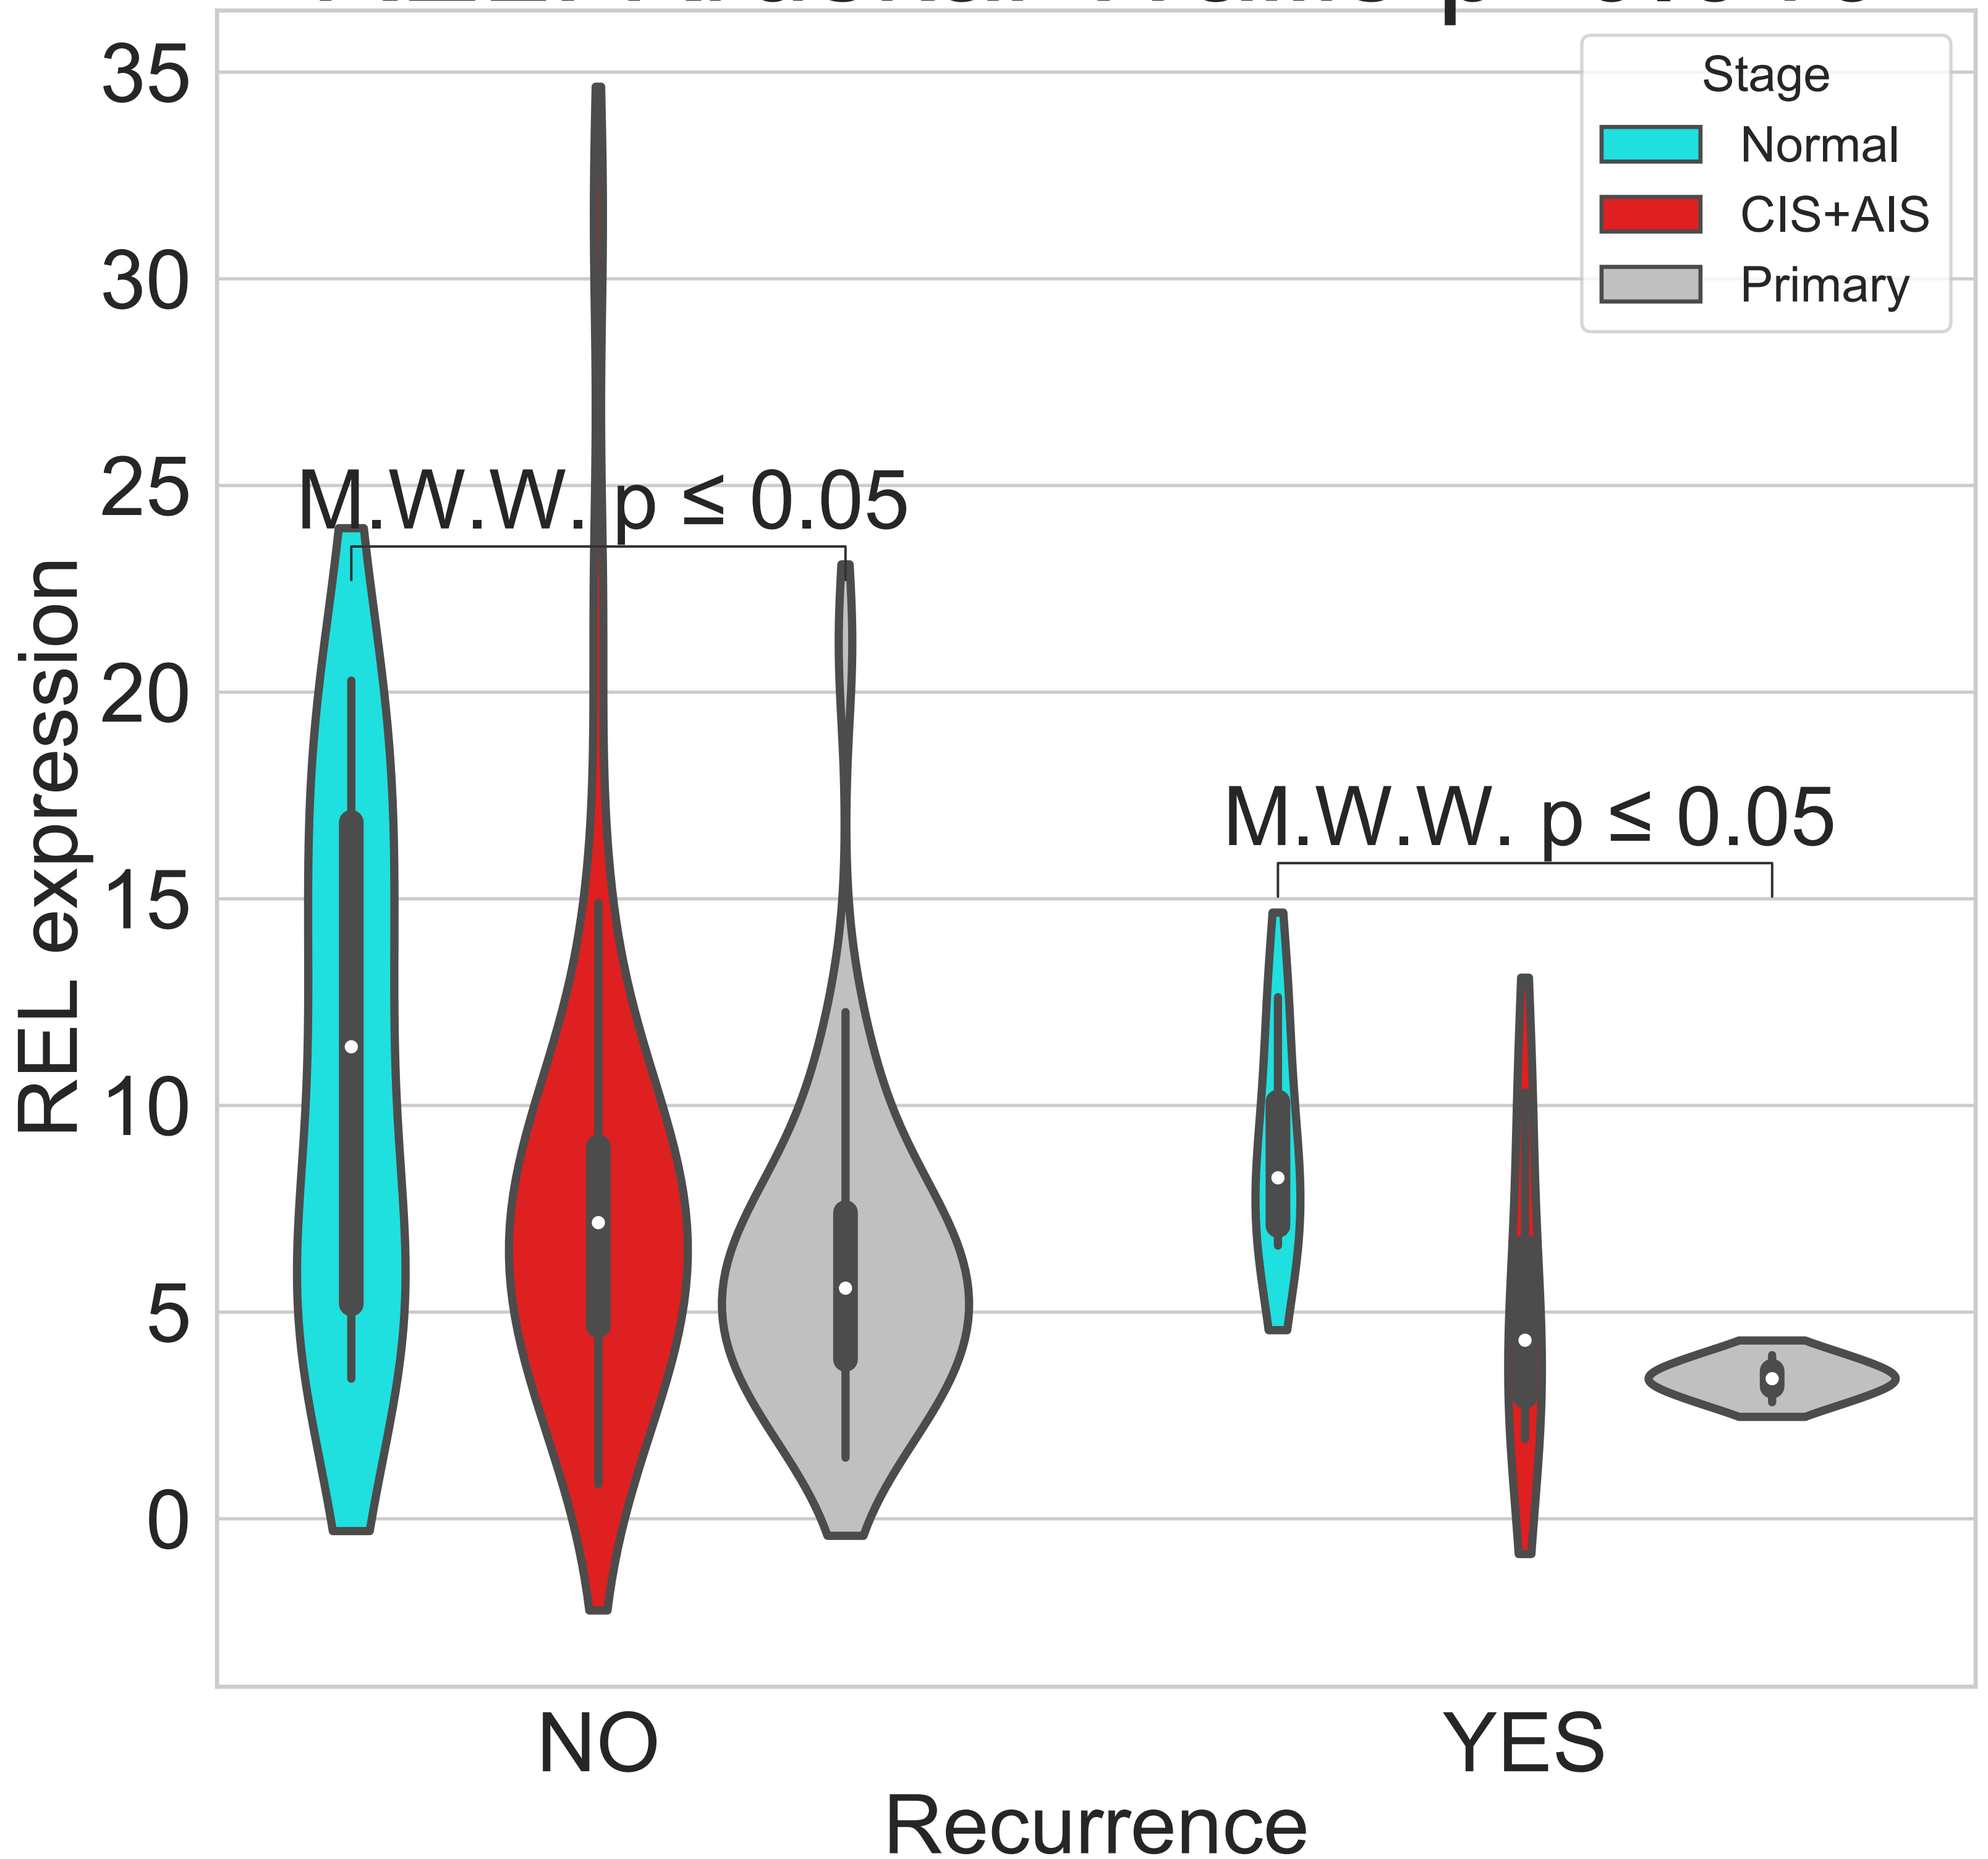 35
Stage
Normal
CIS+AIS
Primary
30
25
M.W.W. p ≤ 0.05
20
M.W.W. p ≤ 0.05
15
10
5
0
REL expression
NO
YES
Recurrence